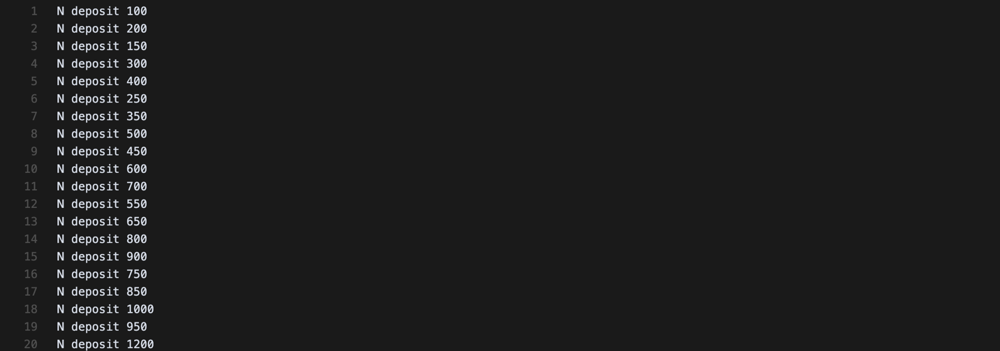 1 N deposit 100
2 N deposit 200
3 N deposit 150
4 N deposit 300
5 N deposit 400
6 N deposit 250
7 N deposit 350
8 N deposit 500
9 N deposit 450
10 N deposit 600
11 N deposit 700
12 N deposit 550
13 N deposit 650
14 N deposit 800
15 N deposit 900
16 N deposit 750
17 N deposit 850
18 N deposit 1000
19 N deposit 950
20 N deposit 1200